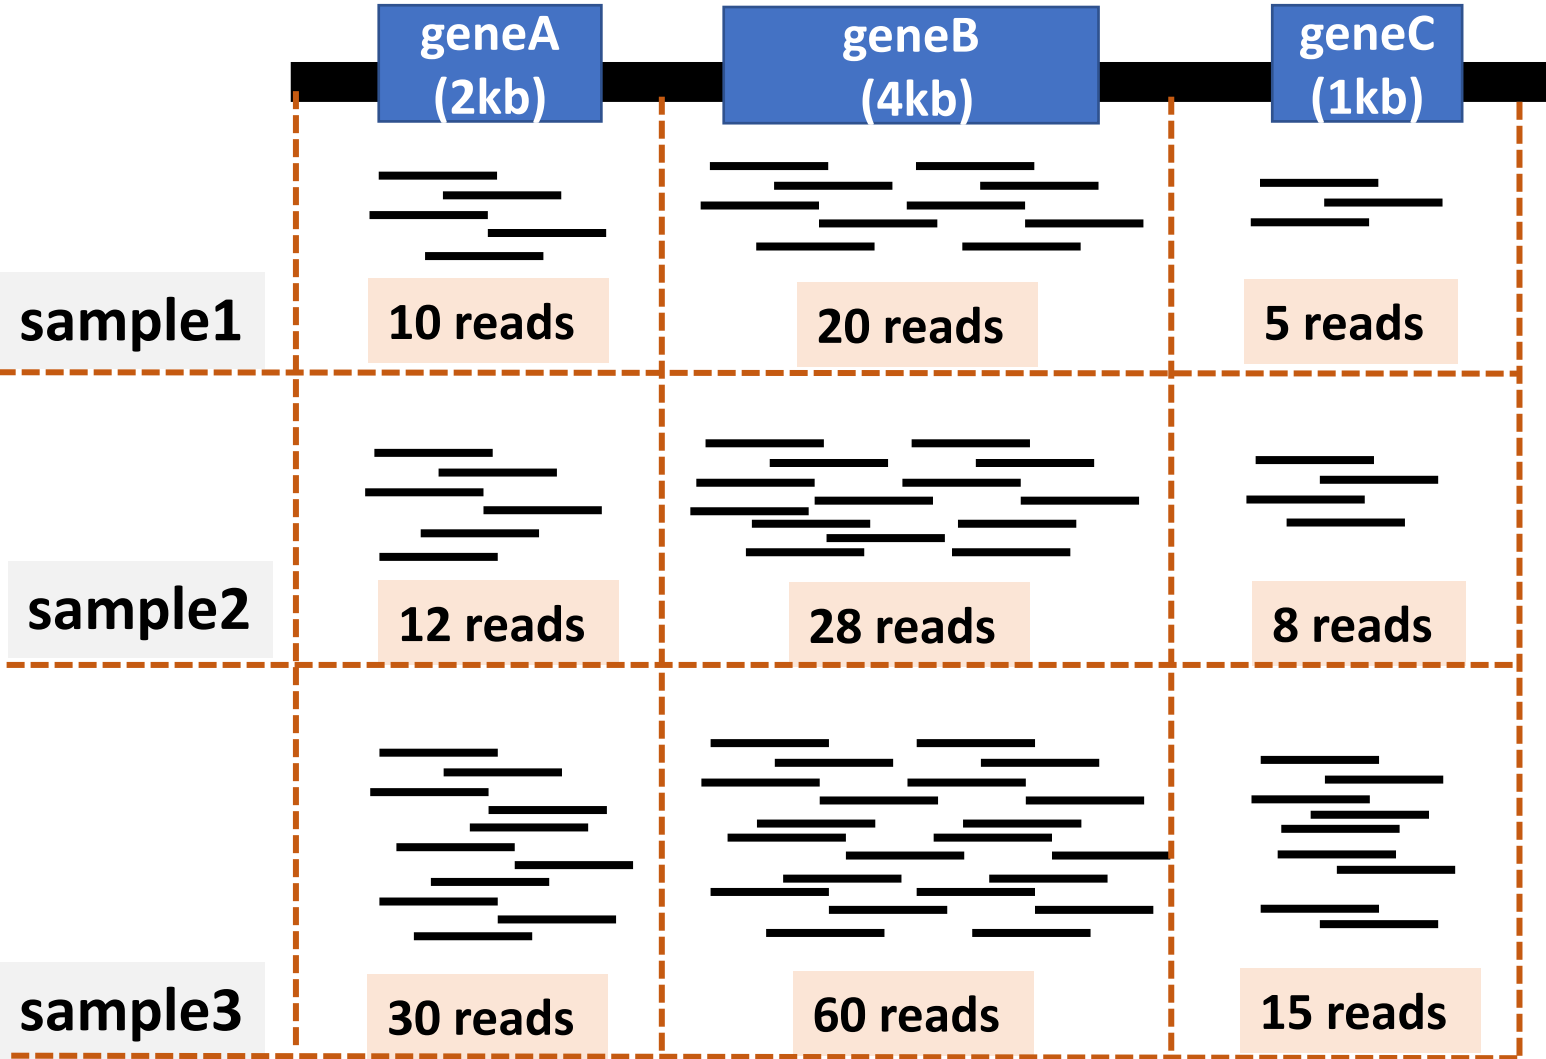 geneA
(2kb)
geneB
(4kb)
geneC
(1kb)
sample1
10 reads
20 reads
5 reads
sample2
12 reads
28 reads
8 reads
sample3
30 reads
60 reads
15 reads